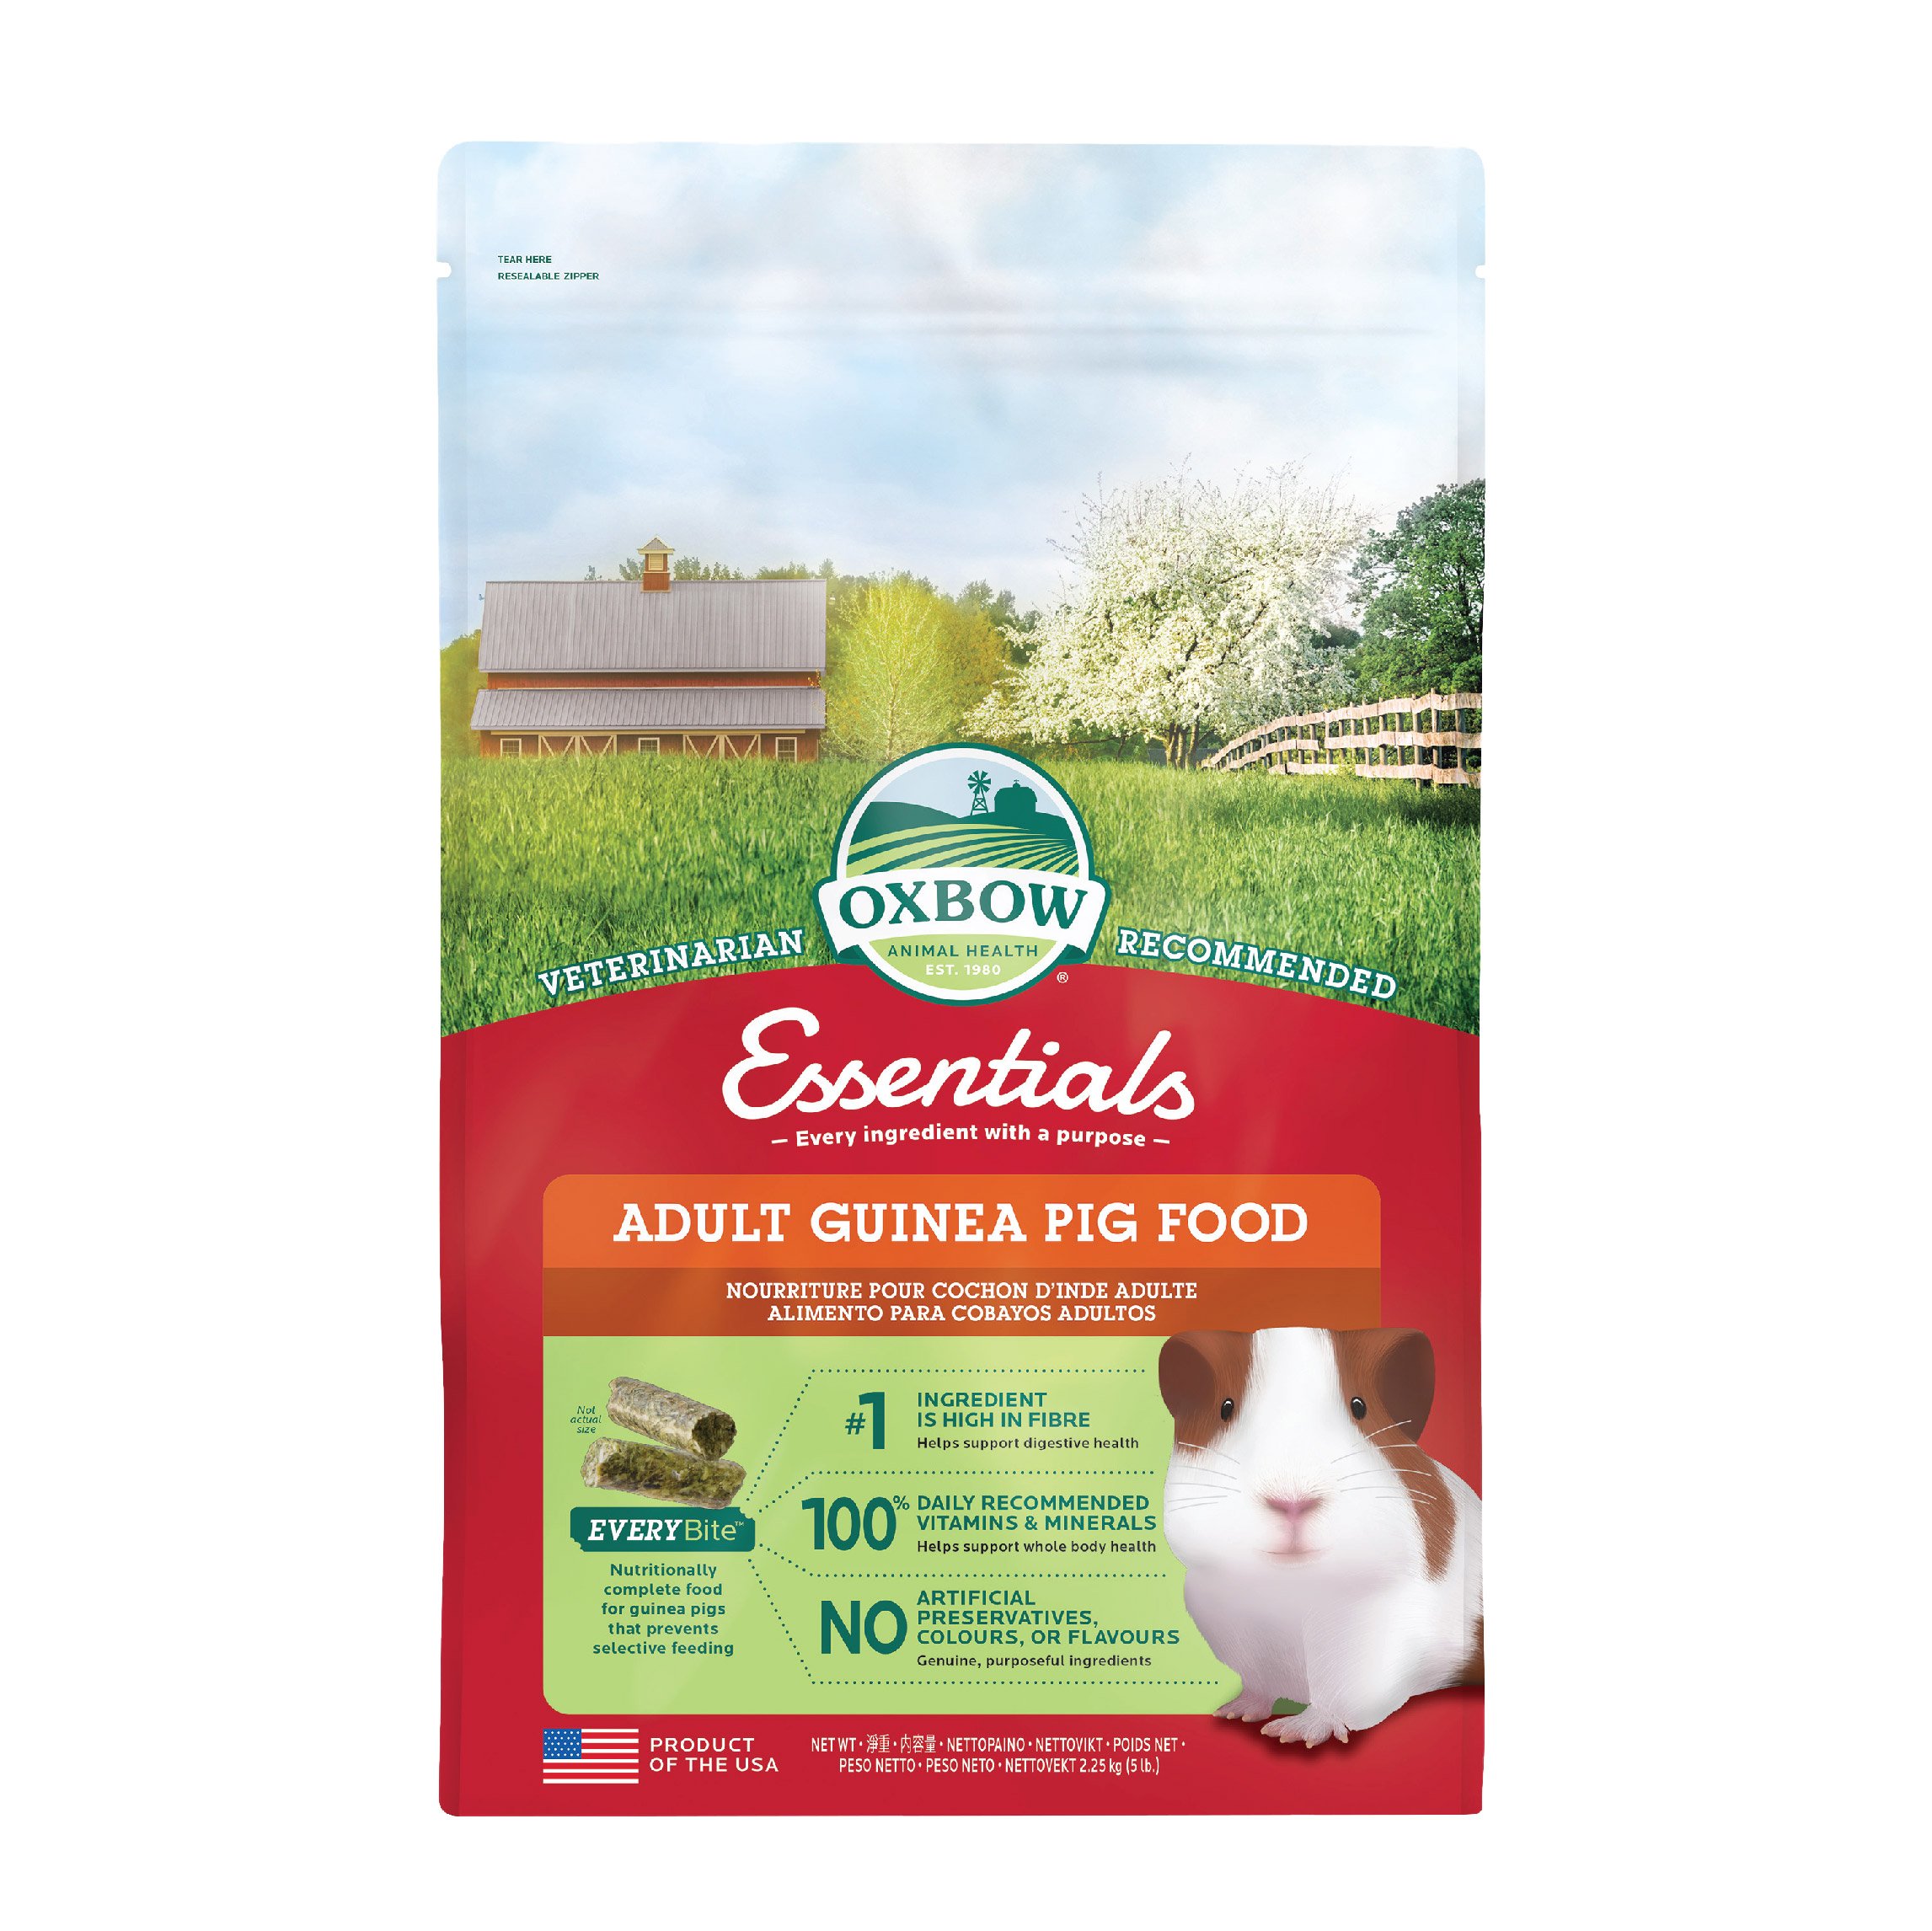 TEAR HERE
RESEALABLE ZIPPER
OXBOW
ANIMAL HEALTH
EST. 1980
®
VETERINARIAN RECOMMENDED
Essentials
— Every ingredient with a purpose —
ADULT GUINEA PIG FOOD
NOURRITURE POUR COCHON D'INDE ADULTE
ALIMENTO PARA COBAYOS ADULTOS
Not
actual
size
EVERYBite™
Nutritionally
complete food
for guinea pigs
that prevents
selective feeding
#1 INGREDIENT
IS HIGH IN FIBRE
Helps support digestive health
100% DAILY RECOMMENDED
VITAMINS & MINERALS
Helps support whole body health
NO ARTIFICIAL
PRESERVATIVES,
COLOURS, OR FLAVOURS
Genuine, purposeful ingredients
PRODUCT
OF THE USA
NET WT • 淨重 • 内容量 • NETTOPAINO • NETTOVIKT • POIDS NET •
PESO NETTO • PESO NETO • NETTOVEKT 2.25 kg (5 lb.)